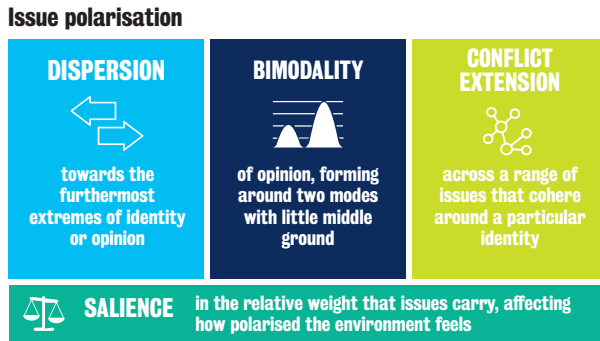 Issue polarisation
DISPERSION
towards the
furthermost
extremes of identity
or opinion
BIMODALITY
of opinion, forming
around two modes
with little middle
ground
CONFLICT
EXTENSION
across a range of
issues that cohere
around a particular
identity
SALIENCE
in the relative weight that issues carry, affecting
how polarised the environment feels